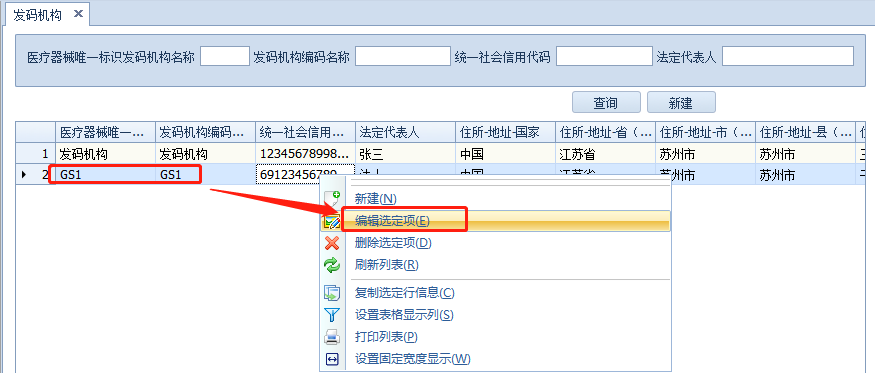 发码机构
医疗器械唯一标识发码机构名称 发码机构编码名称 统一社会信用代码 法定代表人
查询 新建
医疗器械唯一... 发码机构编码... 统一社会信用... 法定代表人 住所-地址-国家 住所-地址-省（... 住所-地址-市（... 住所-地址-县（...
1 发码机构 发码机构 12345678998... 张三 中国 江苏省 苏州市 苏州市
2 GS1 GS1 69123456789... 法人 中国 江苏省 苏州市 苏州市
新建(N)
编辑选定项(E)
删除选定项(D)
刷新列表(R)
复制选定行信息(C)
设置表格显示列(S)
打印列表(P)
设置固定宽度显示(W)